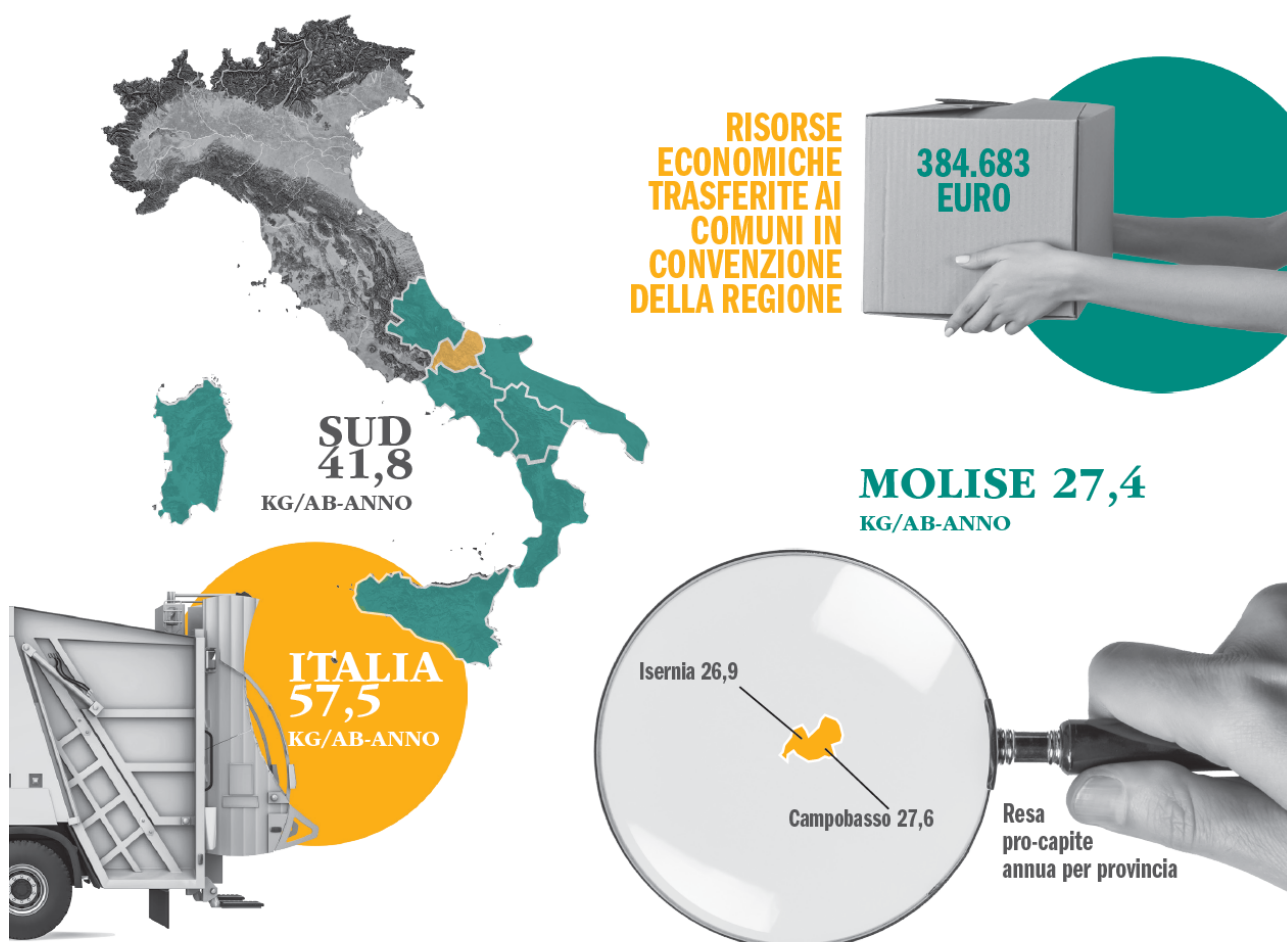 RISORSE
ECONOMICHE
TRASFERITE AI
COMUNI IN
CONVENZIONE
DELLA REGIONE
384.683
EURO
SUD
41,8
KG/AB-ANNO
MOLISE 27,4
KG/AB-ANNO
ITALIA
57,5
KG/AB-ANNO
Isernia 26,9
Campobasso 27,6
Resa
pro-capite
annua per provincia